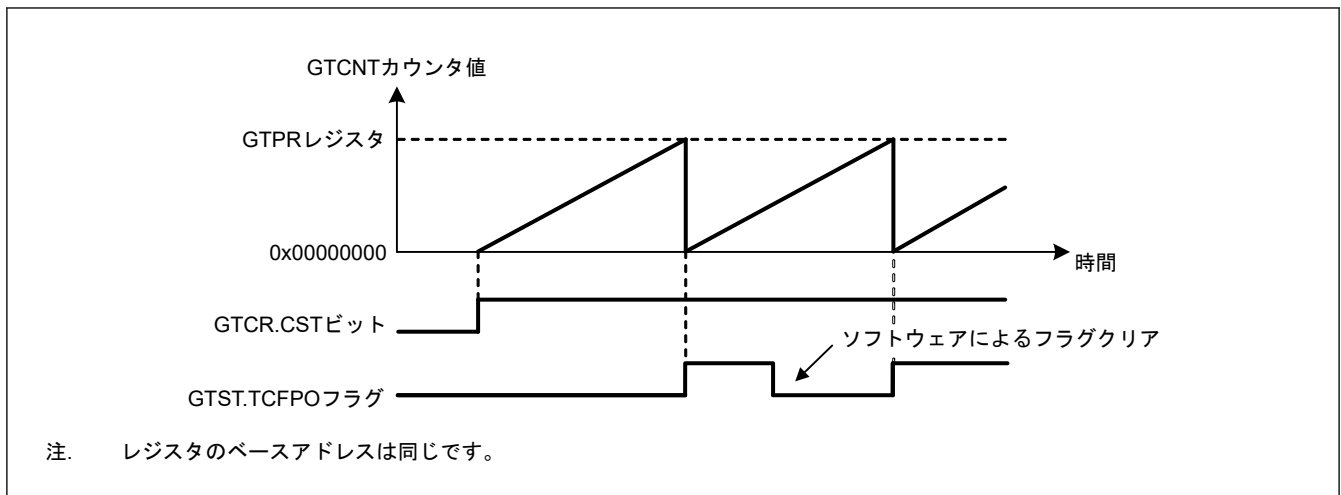 GTCNTカウンタ値
GTPRレジスタ
0x00000000
時間
GTCR.CSTビット
ソフトウェアによるフラグクリア
GTST.TCFPOフラグ
注. レジスタのベースアドレスは同じです。